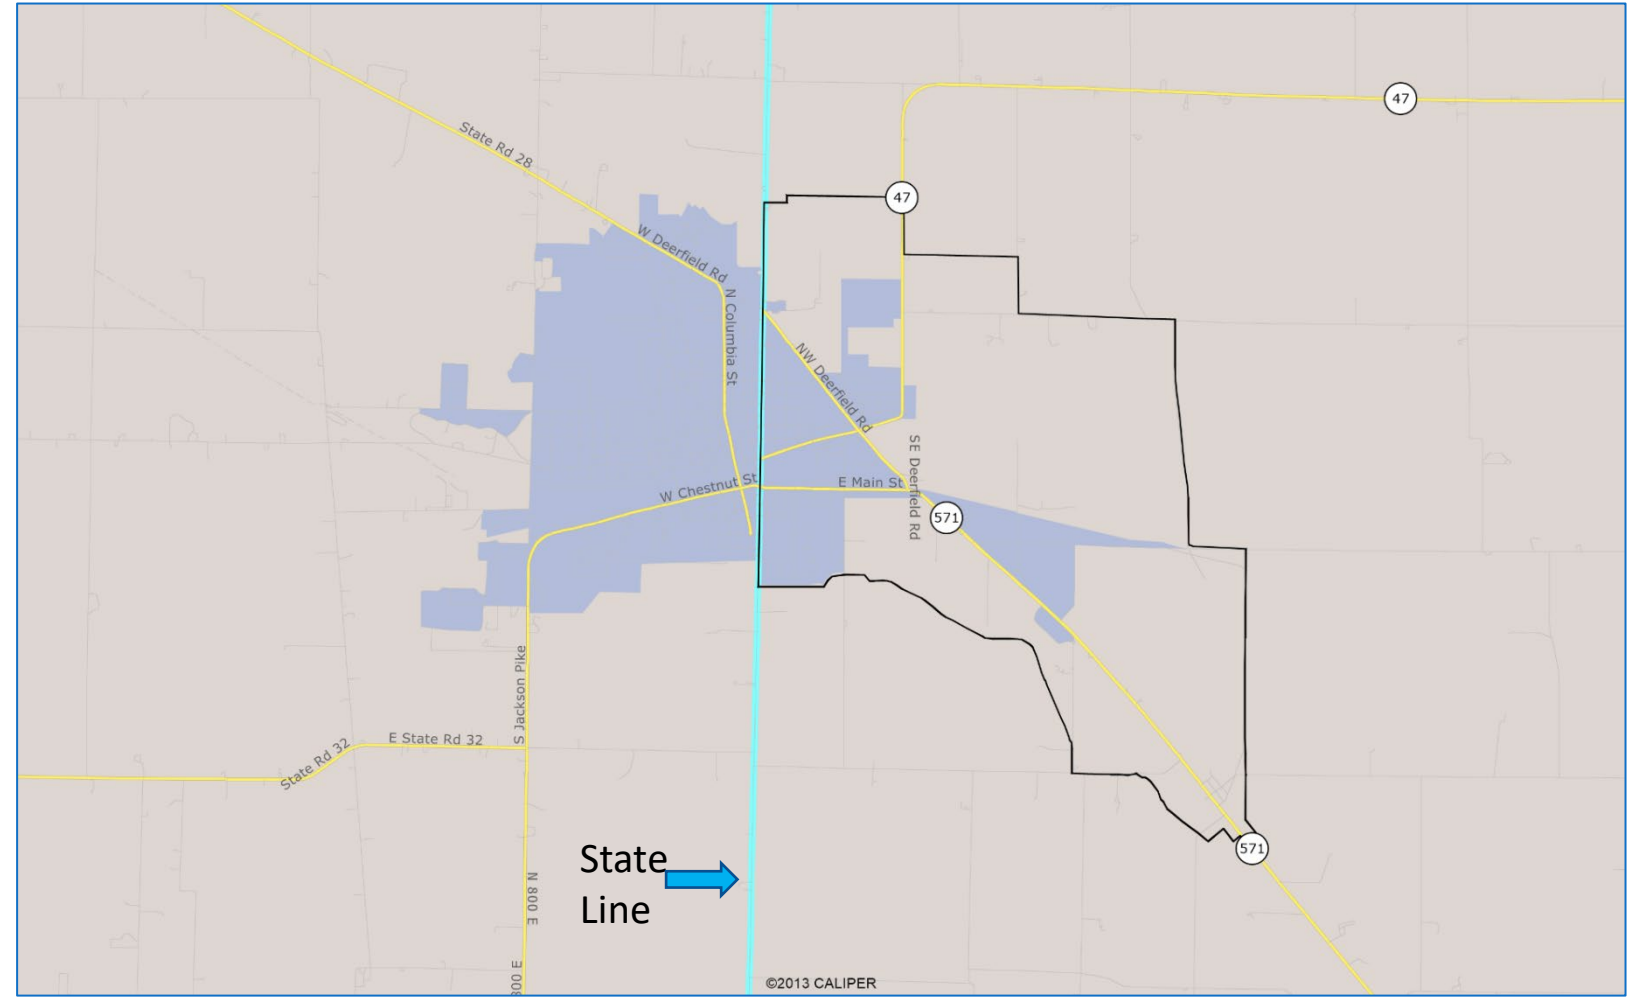 47
State Rd 28
47
W Deerfield Rd
N Columbia St
NW Deerfield Rd
SE Deerfield Rd
W Chestnut St
E Main St
571
S Jackson Pike
E State Rd 32
State Rd 32
571
State
Line
N 800 E
800 E
©2013 CALIPER